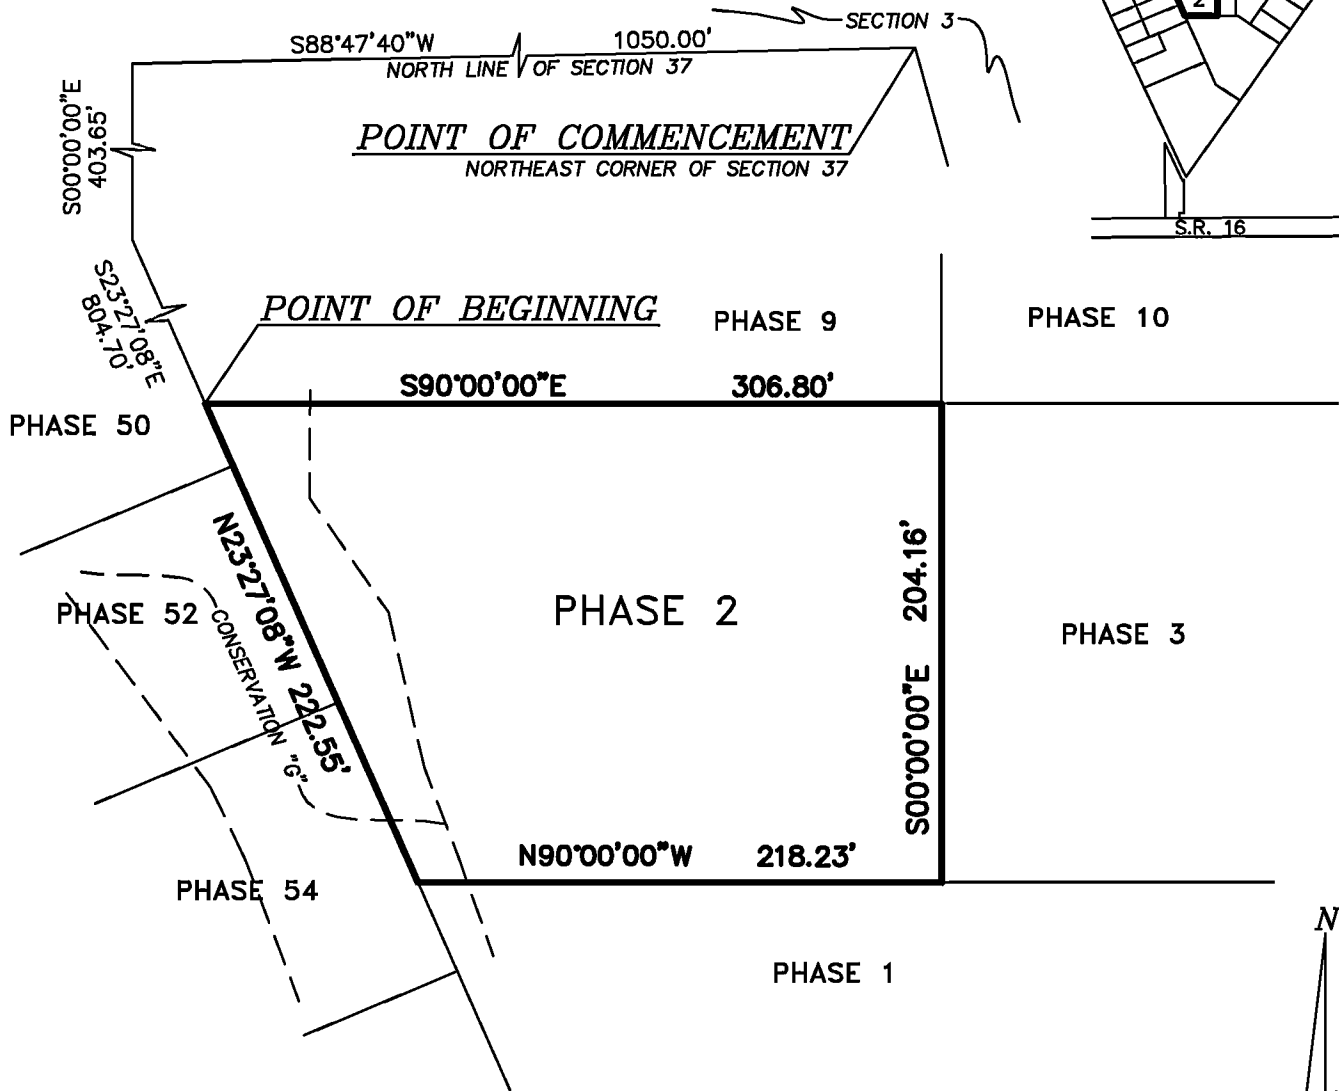 SECTION 3
2
S88°47'40"W 1050.00'
NORTH LINE OF SECTION 37
S00°00'00"E
403.65'
POINT OF COMMENCEMENT
NORTHEAST CORNER OF SECTION 37
S.R. 16
S23°27'08"E
804.70'
POINT OF BEGINNING
PHASE 9
PHASE 10
S90°00'00"E 306.80'
PHASE 50
N23°27'08"W 222.55'
S00°00'00"E 204.16'
PHASE 52
CONSERVATION "G"
PHASE 2
PHASE 3
N90°00'00"W 218.23'
PHASE 54
N
PHASE 1